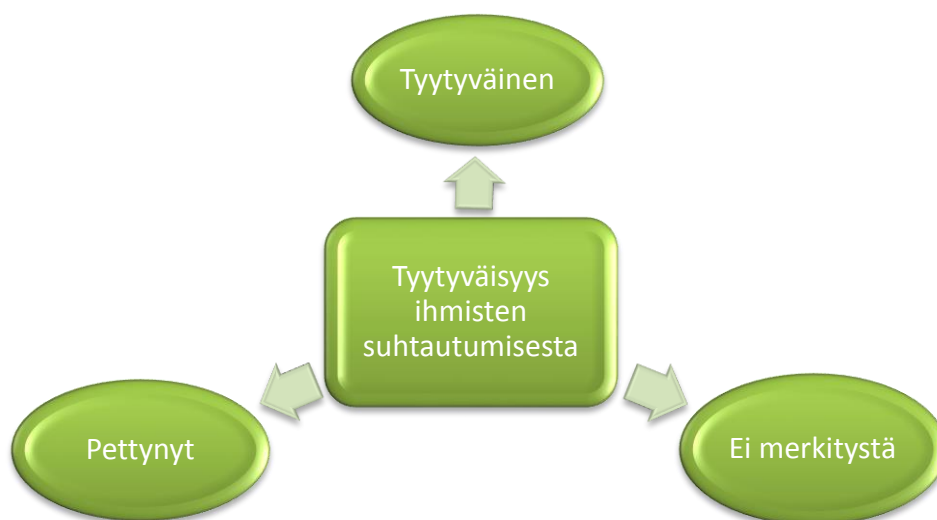 Tyytyväinen
Tyytyväisyys
ihmisten
suhtautumisesta
Pettynyt
Ei merkitystä